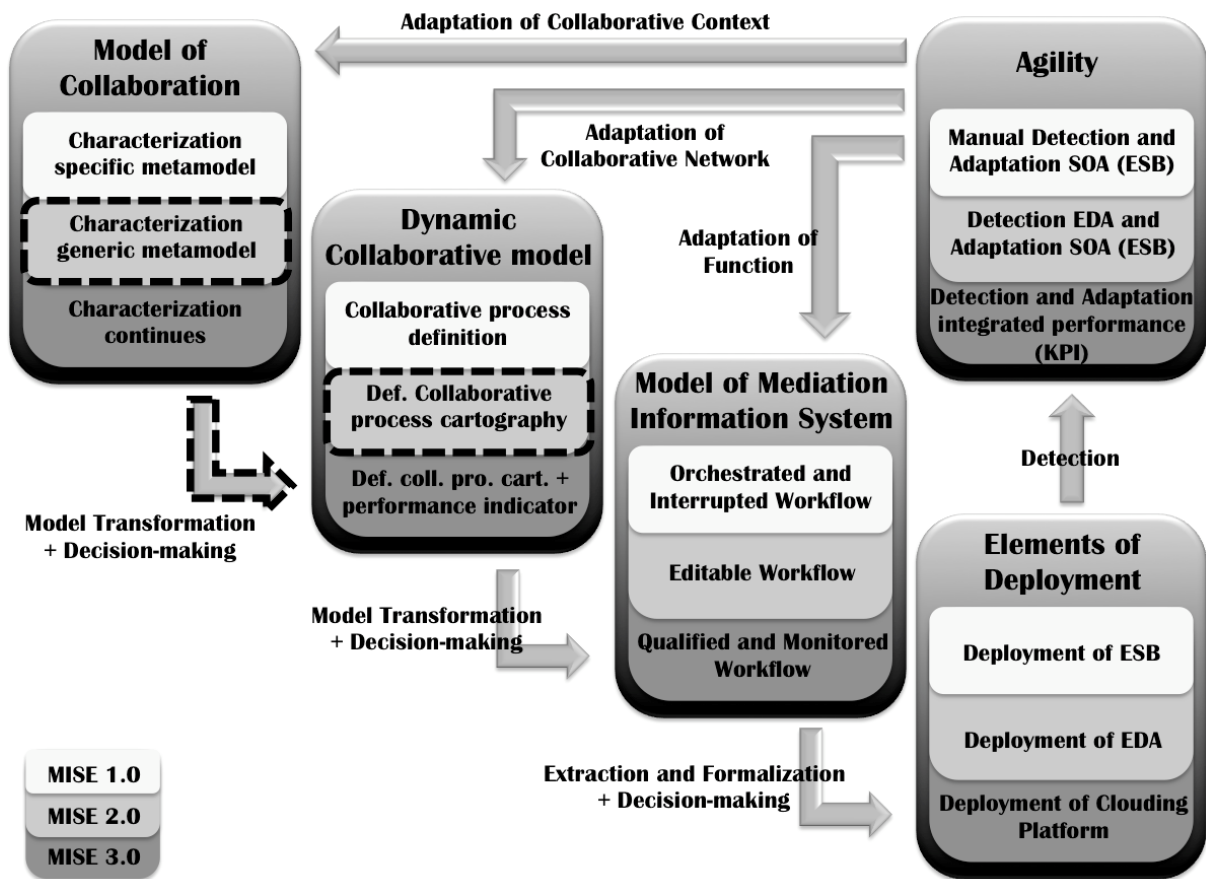 Adaptation of Collaborative Context
Model of
Collaboration
Characterization
specific metamodel
Characterization
generic metamodel
Characterization
continues
Agility
Manual Detection and
Adaptation SOA (ESB)
Detection EDA and
Adaptation SOA (ESB)
Detection and Adaptation
integrated performance
(KPI)
Adaptation of
Collaborative Network
Adaptation of
Function
Dynamic
Collaborative model
Collaborative process
definition
Def. Collaborative
process cartography
Def. coll. pro. cart. +
performance indicator
Model Transformation
+ Decision-making
Model of Mediation
Information System
Orchestrated and
Interrupted Workflow
Editable Workflow
Qualified and Monitored
Workflow
Detection
Model Transformation
+ Decision-making
Elements of
Deployment
Deployment of ESB
Deployment of EDA
Deployment of Clouding
Platform
Extraction and Formalization
+ Decision-making
MISE 1.0
MISE 2.0
MISE 3.0